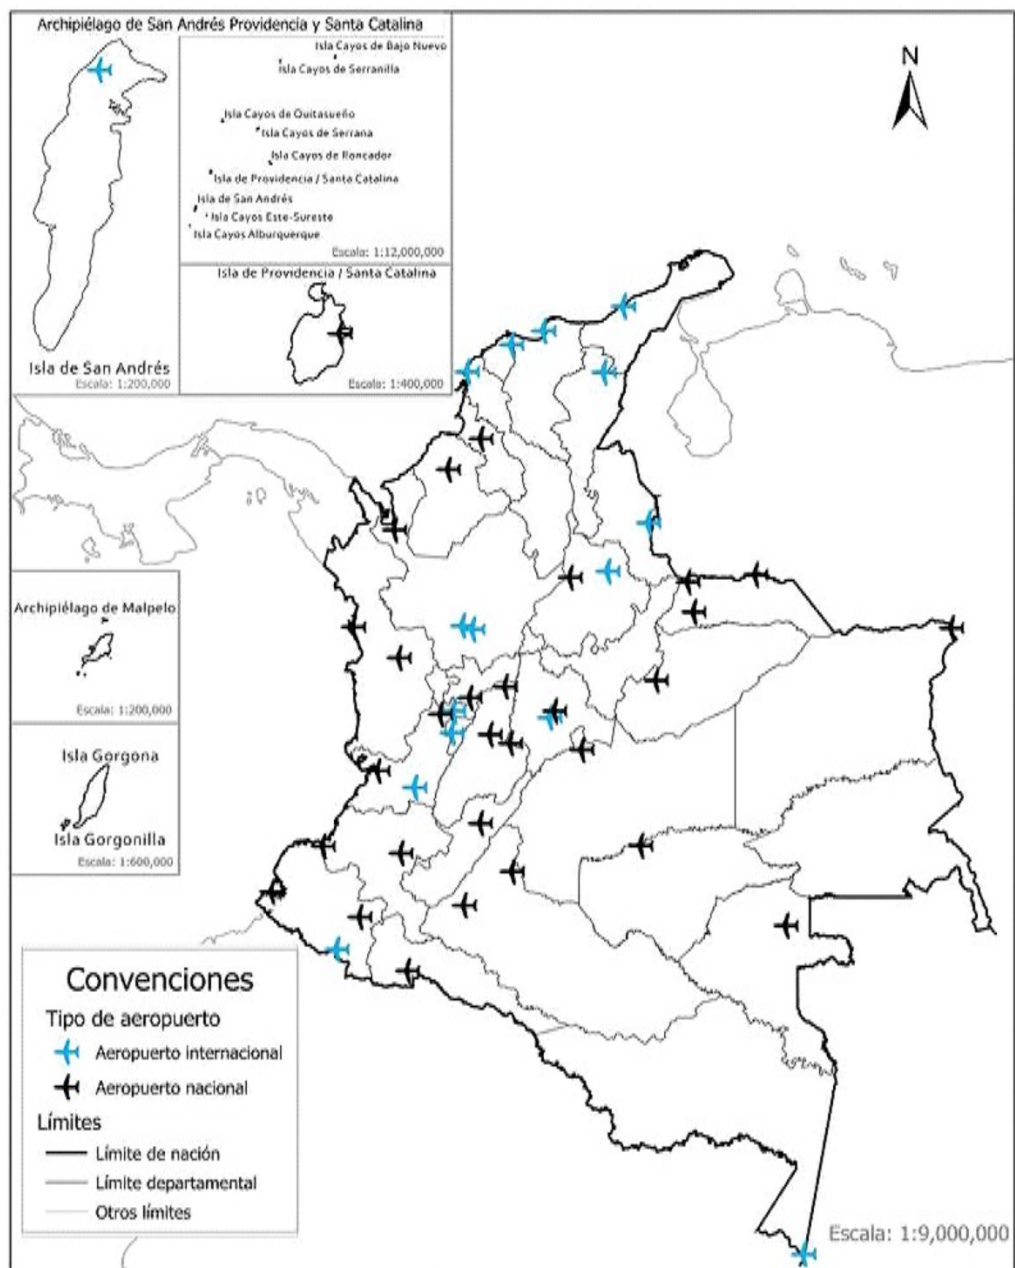 Archipiélago de San Andrés Providencia y Santa Catalina
Isla Cayos de Bajo Nuevo
Isla Cayos de Serranilla
Isla Cayos de Quitasueño
Isla Cayos de Serrana
Isla Cayos de Roncador
Isla de Providencia / Santa Catalina
Isla de San Andrés
Isla Cayos Este-Sureste
Isla Cayos Alburquerque
Escala: 1:12,000,000
Isla de San Andrés
Escala: 1:200,000
Isla de Providencia / Santa Catalina
Escala: 1:400,000
N
Archipiélago de Malpelo
Escala: 1:200,000
Isla Gorgona
Isla Gorgonilla
Escala: 1:600,000
Convenciones
Tipo de aeropuerto
Aeropuerto internacional
Aeropuerto nacional
Límites
Límite de nación
Límite departamental
Otros límites
Escala: 1:9,000,000